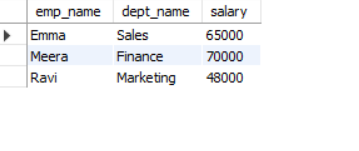 emp_name dept_name salary
Emma Sales 65000
Meera Finance 70000
Ravi Marketing 48000